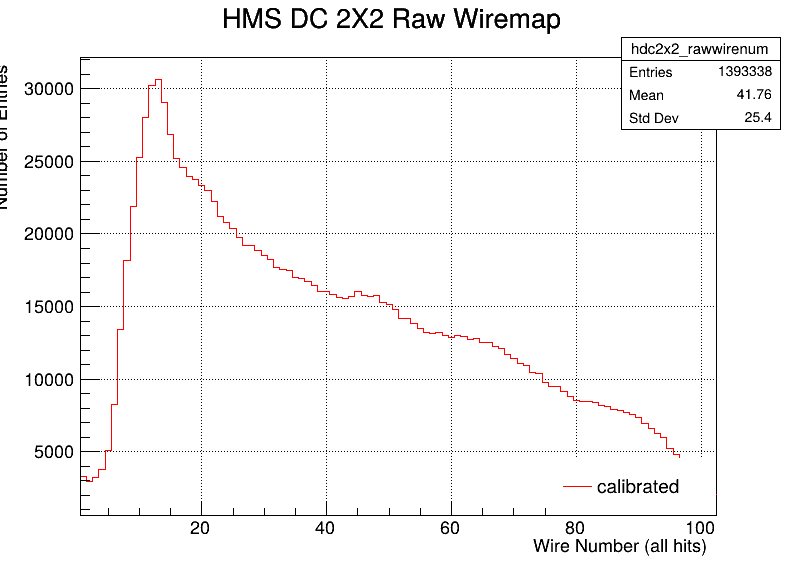 HMS DC 2X2 Raw Wiremap
hdc2x2_rawwirenum
Entries 1393338
Mean 41.76
Std Dev 25.4
Number of Entries
30000
25000
20000
15000
10000
5000
calibrated
20 40 60 80 100
Wire Number (all hits)